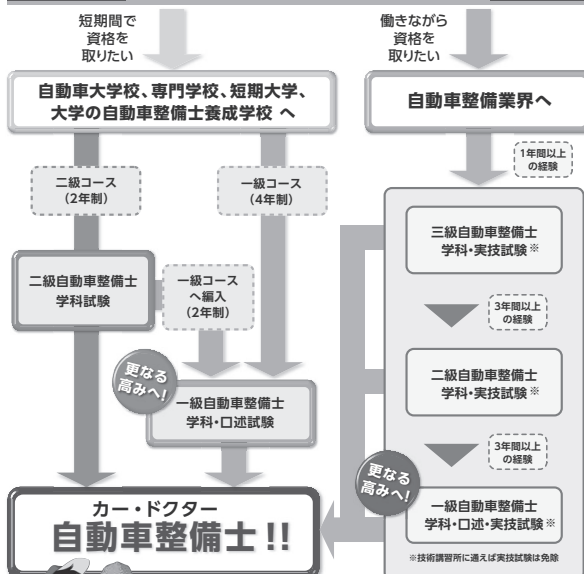 短期間で
資格を
取りたい
自動車大学校、専門学校、短期大学、
大学の自動車整備士養成学校 へ
二級コース
(2年制)
一級コース
(4年制)
二級自動車整備士
学科試験
一級コース
へ編入
(2年制)
更なる
高みへ!
一級自動車整備士
学科・口述試験
働きながら
資格を
取りたい
自動車整備業界へ
1年間以上
の経験
三級自動車整備士
学科・実技試験※
3年間以上
の経験
二級自動車整備士
学科・実技試験※
3年間以上
の経験
更なる
高みへ!
一級自動車整備士
学科・口述・実技試験※
※技術講習所に通えば実技試験は免除
カー・ドクター
自動車整備士!!